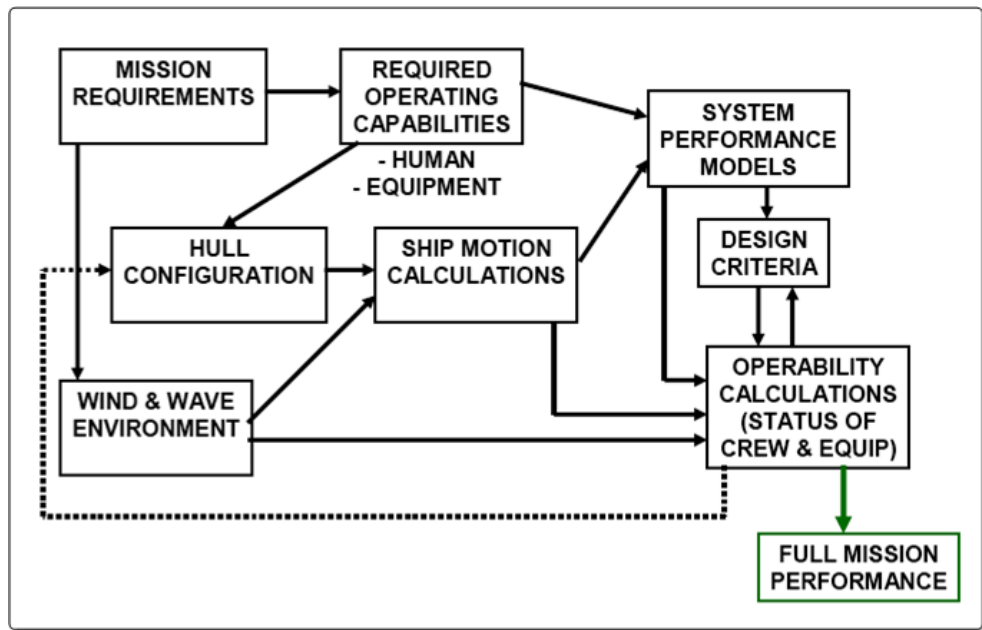 MISSION
REQUIREMENTS
REQUIRED
OPERATING
CAPABILITIES
- HUMAN
- EQUIPMENT
SYSTEM
PERFORMANCE
MODELS
HULL
CONFIGURATION
SHIP MOTION
CALCULATIONS
DESIGN
CRITERIA
WIND & WAVE
ENVIRONMENT
OPERABILITY
CALCULATIONS
(STATUS OF
CREW & EQUIP)
FULL MISSION
PERFORMANCE